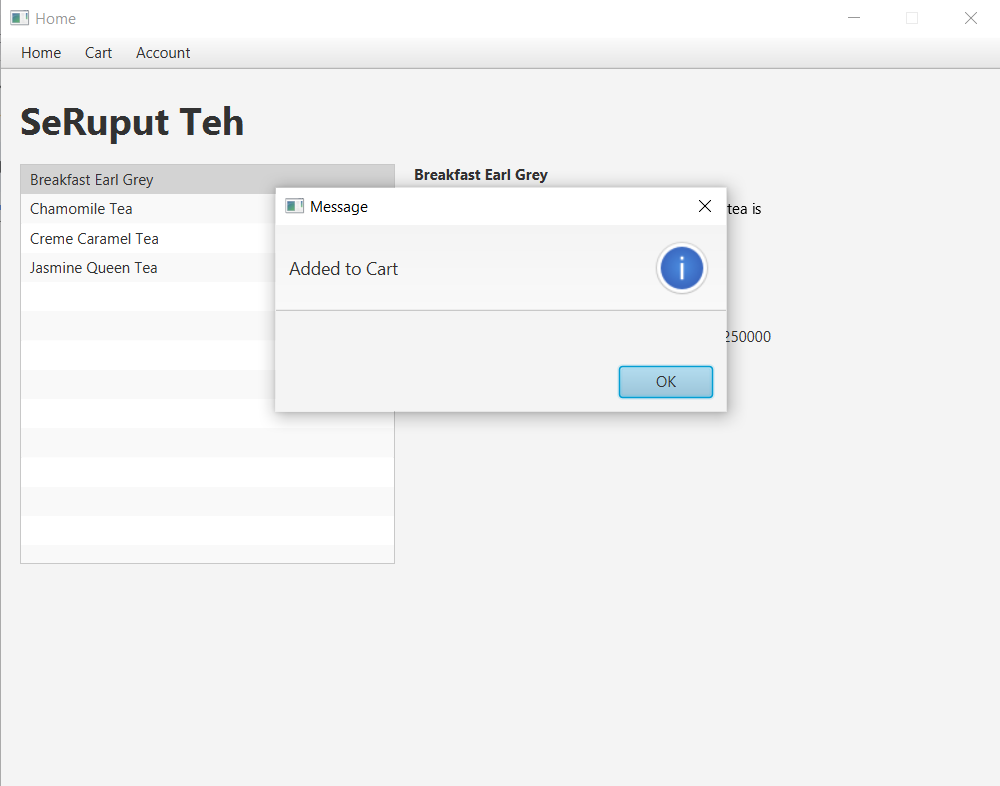 Home
Home Cart Account
SeRuput Teh
Breakfast Earl Grey
Chamomile Tea
Creme Caramel Tea
Jasmine Queen Tea
Breakfast Earl Grey
tea is
250000
Message
Added to Cart
i
OK